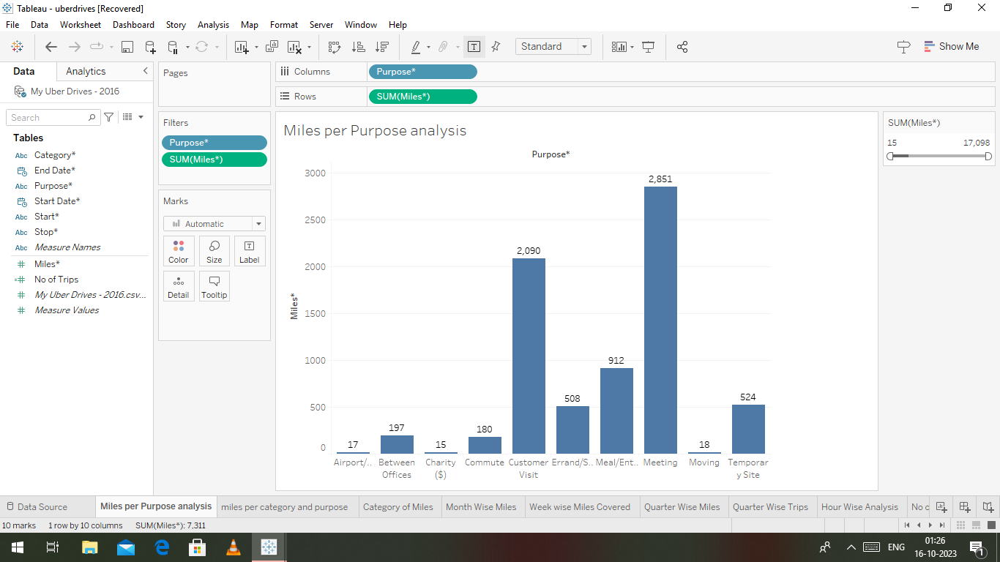 Tableau - uberdrives [Recovered]
File Data Worksheet Dashboard Story Analysis Map Format Server Window Help
Standard
Show Me
Data Analytics
My Uber Drives - 2016
Search
Tables
Abc Category*
End Date*
Abc Purpose*
Start Date*
Abc Start*
Abc Stop*
Abc Measure Names
# Miles*
=# No of Trips
# My Uber Drives - 2016.csv...
# Measure Values
Pages
Filters
Purpose*
SUM(Miles*)
Marks
Automatic
Color Size Label
Detail Tooltip
Columns Purpose*
Rows SUM(Miles*)
Miles per Purpose analysis
Purpose*
Miles*
3000
2500
2000
1500
1000
500
0
17
197
15
180
2,090
508
912
2,851
18
524
Airport/..
Between
Offices
Charity
($)
Commute
Customer
Visit
Errand/S..
Meal/Ent..
Meeting
Moving
Temporar
y Site
SUM(Miles*)
15 17,098
Data Source Miles per Purpose analysis miles per category and purpose Category of Miles Month Wise Miles Week wise Miles Covered Quarter Wise Miles Quarter Wise Trips Hour Wise Analysis No c
10 marks 1 row by 10 columns SUM(Miles*): 7,311
ENG
01:26
16-10-2023
1